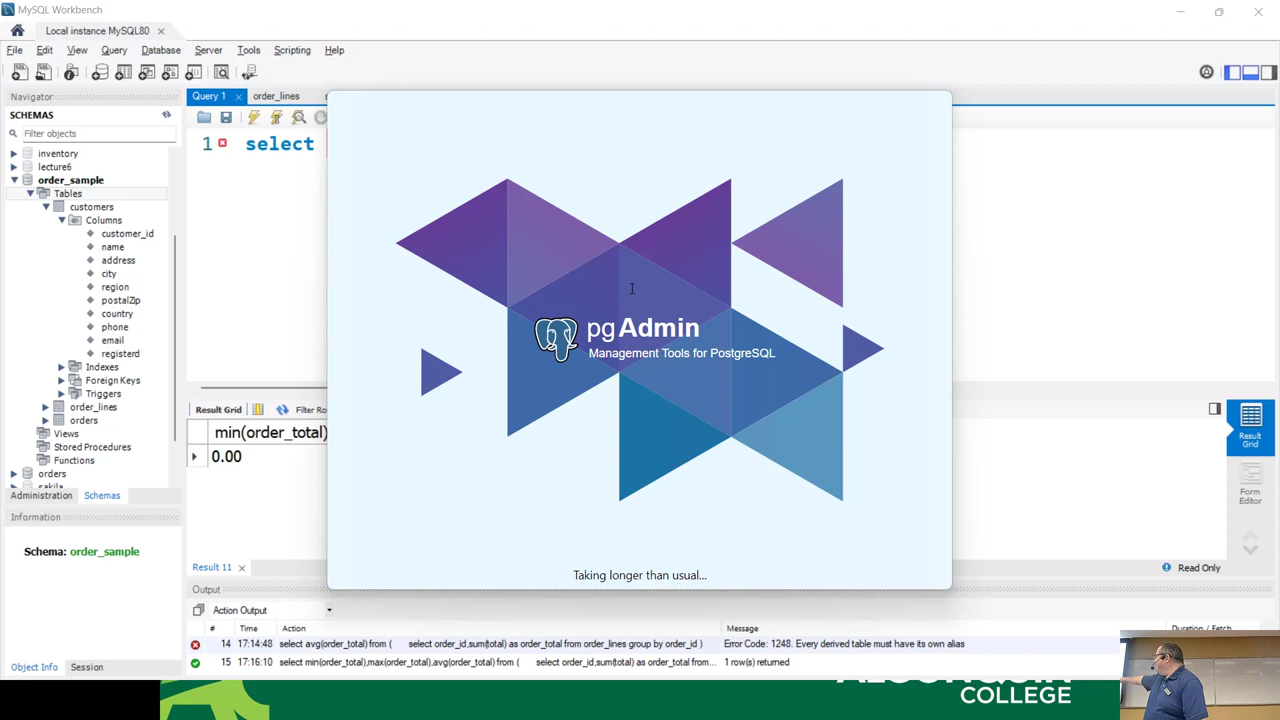 MySQL Workbench
Local instance MySQL80
File Edit View Query Database Server Tools Scripting Help
Navigator
SCHEMAS
Filter objects
inventory
lecture6
order_sample
Tables
customers
Columns
customer_id
name
address
city
region
postalZip
country
phone
email
registerd
Indexes
Foreign Keys
Triggers
order_lines
orders
Views
Stored Procedures
Functions
orders
sakila
Administration Schemas
Information
Schema: order_sample
Object Info Session
Query 1 order_lines
1 select
pgAdmin
Management Tools for PostgreSQL
Taking longer than usual...
Result Grid Filter Ro
min(order_total)
0.00
Result Grid
Form Editor
Result 11
Read Only
Output
Action Output
# Time Action Message Duration / Fetch
14 17:14:48 select avg(order_total) from ( select order_id,sum(total) as order_total from order_lines group by order_id ) Error Code: 1248. Every derived table must have its own alias
15 17:16:10 select min(order_total),max(order_total),avg(order_total) from ( select order_id,sum(total) as order_total from... 1 row(s) returned
COLLEGE